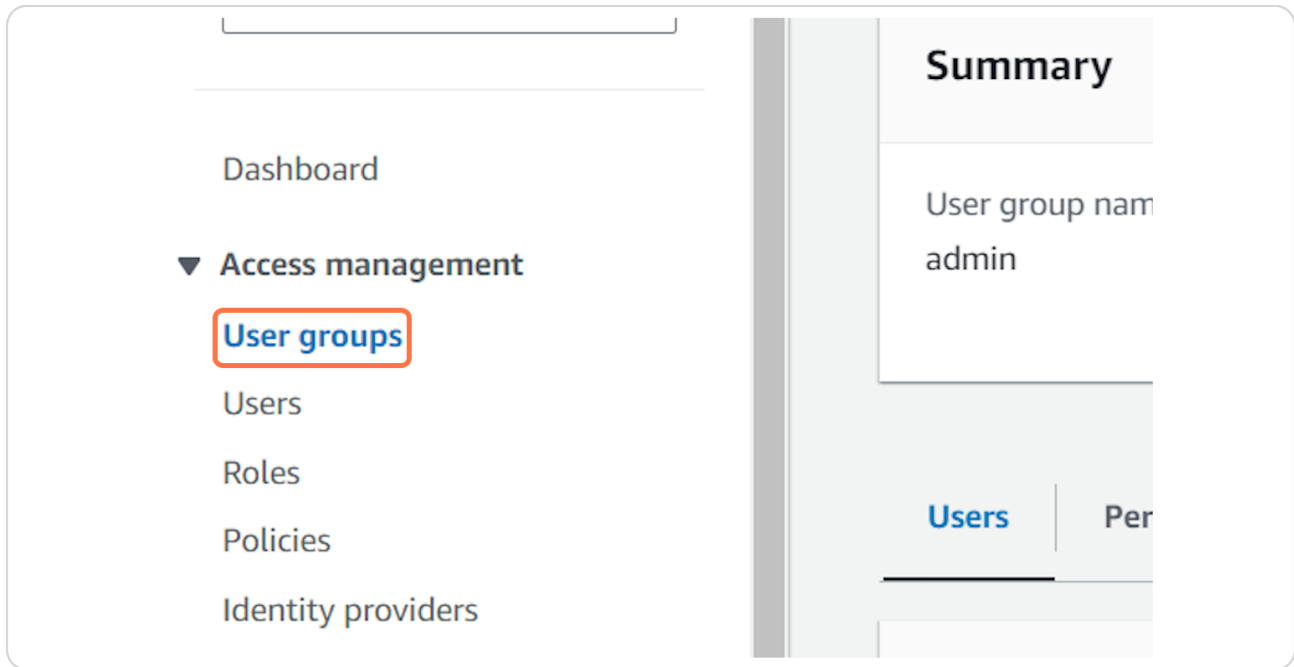 Dashboard
Access management
User groups
Users
Roles
Policies
Identity providers
Summary
User group nam
admin
Users
Per